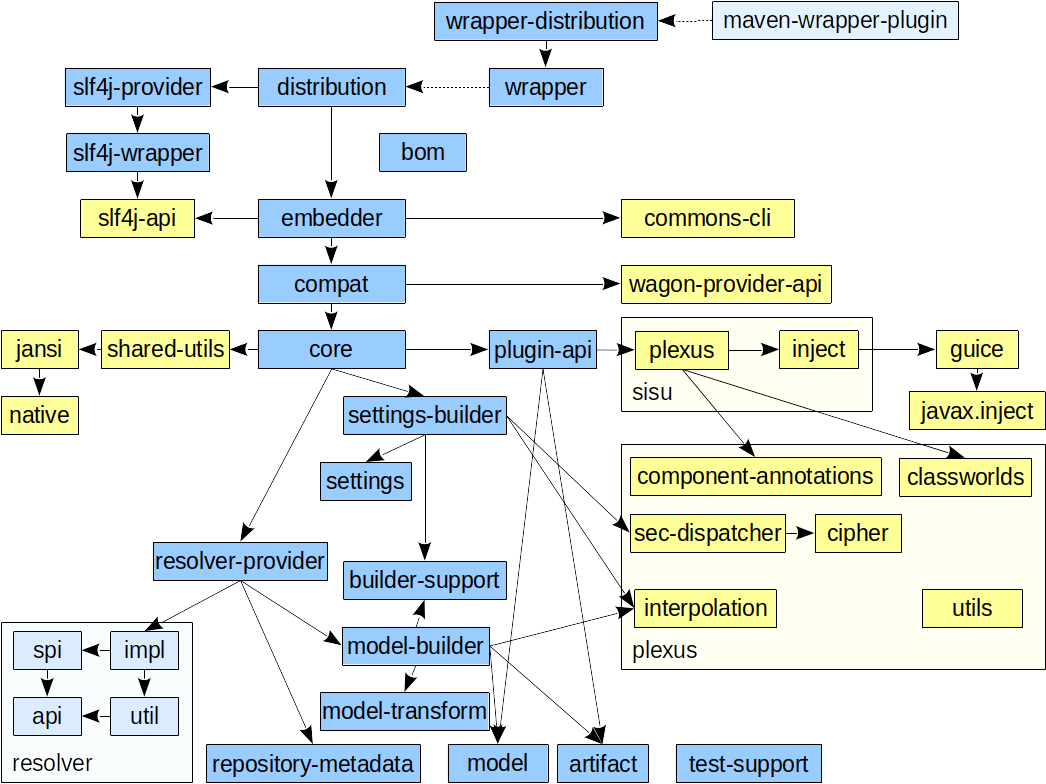 wrapper-distribution
maven-wrapper-plugin
slf4j-provider
distribution
wrapper
slf4j-wrapper
bom
slf4j-api
embedder
commons-cli
compat
wagon-provider-api
jansi
shared-utils
core
plugin-api
plexus
inject
guice
sisu
native
settings-builder
javax.inject
settings
component-annotations
classworlds
sec-dispatcher
cipher
resolver-provider
builder-support
interpolation
utils
plexus
spi
impl
model-builder
api
util
model-transform
resolver
repository-metadata
model
artifact
test-support